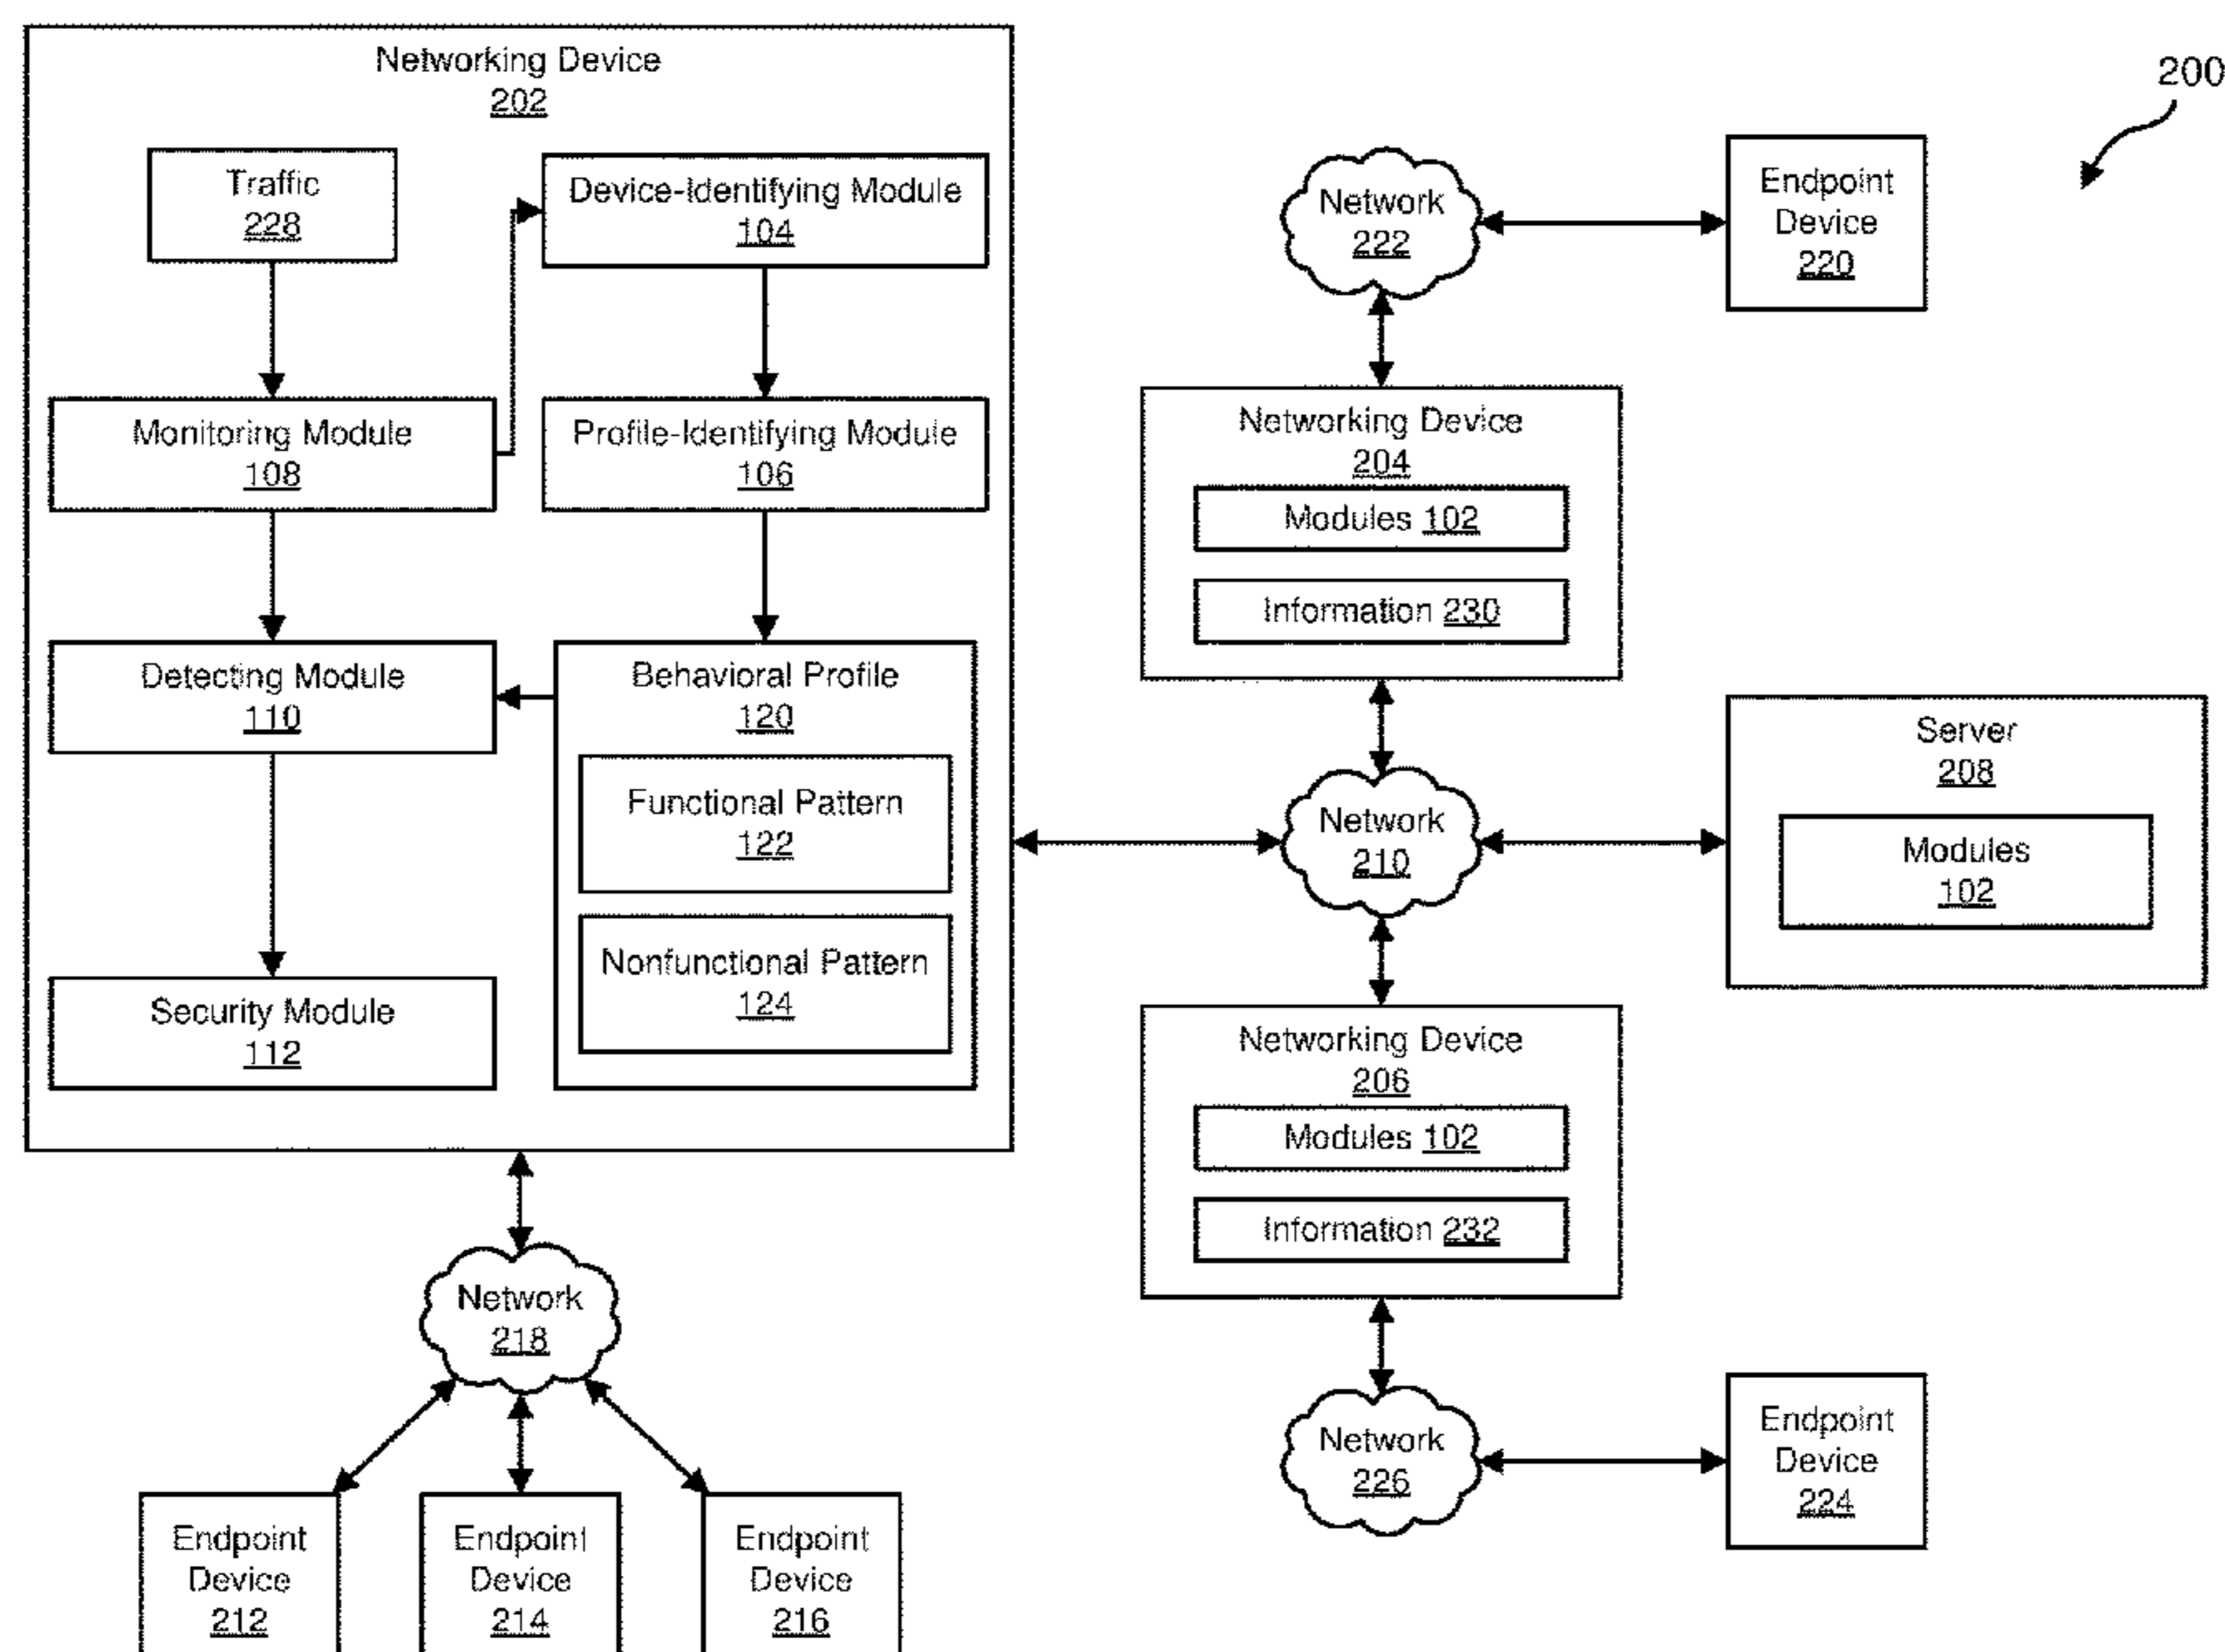 Networking Device
202
Traffic
228
Device-Identifying Module
104
Monitoring Module
108
Profile-Identifying Module
106
Detecting Module
110
Behavioral Profile
120
Functional Pattern
122
Nonfunctional Pattern
124
Security Module
112
Network
218
Endpoint
Device
212
Endpoint
Device
214
Endpoint
Device
216
200
Network
222
Endpoint
Device
220
Networking Device
204
Modules 102
Information 230
Network
210
Server
208
Modules
102
Networking Device
206
Modules 102
Information 232
Network
226
Endpoint
Device
224